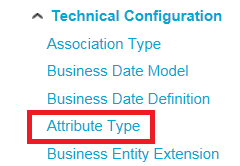 Technical Configuration
Association Type
Business Date Model
Business Date Definition
Attribute Type
Business Entity Extension